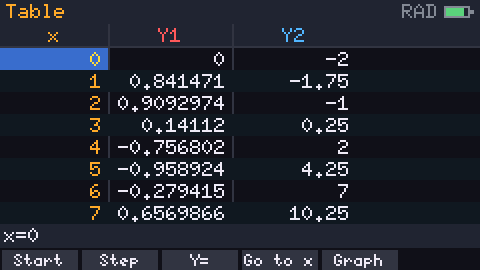 Table RAD
x Y1 Y2
0 0 -2
1 0.841471 -1.75
2 0.9092974 -1
3 0.14112 0.25
4 -0.756802 2
5 -0.958924 4.25
6 -0.279415 7
7 0.6569866 10.25
x=0
Start Step Y= Go to x Graph